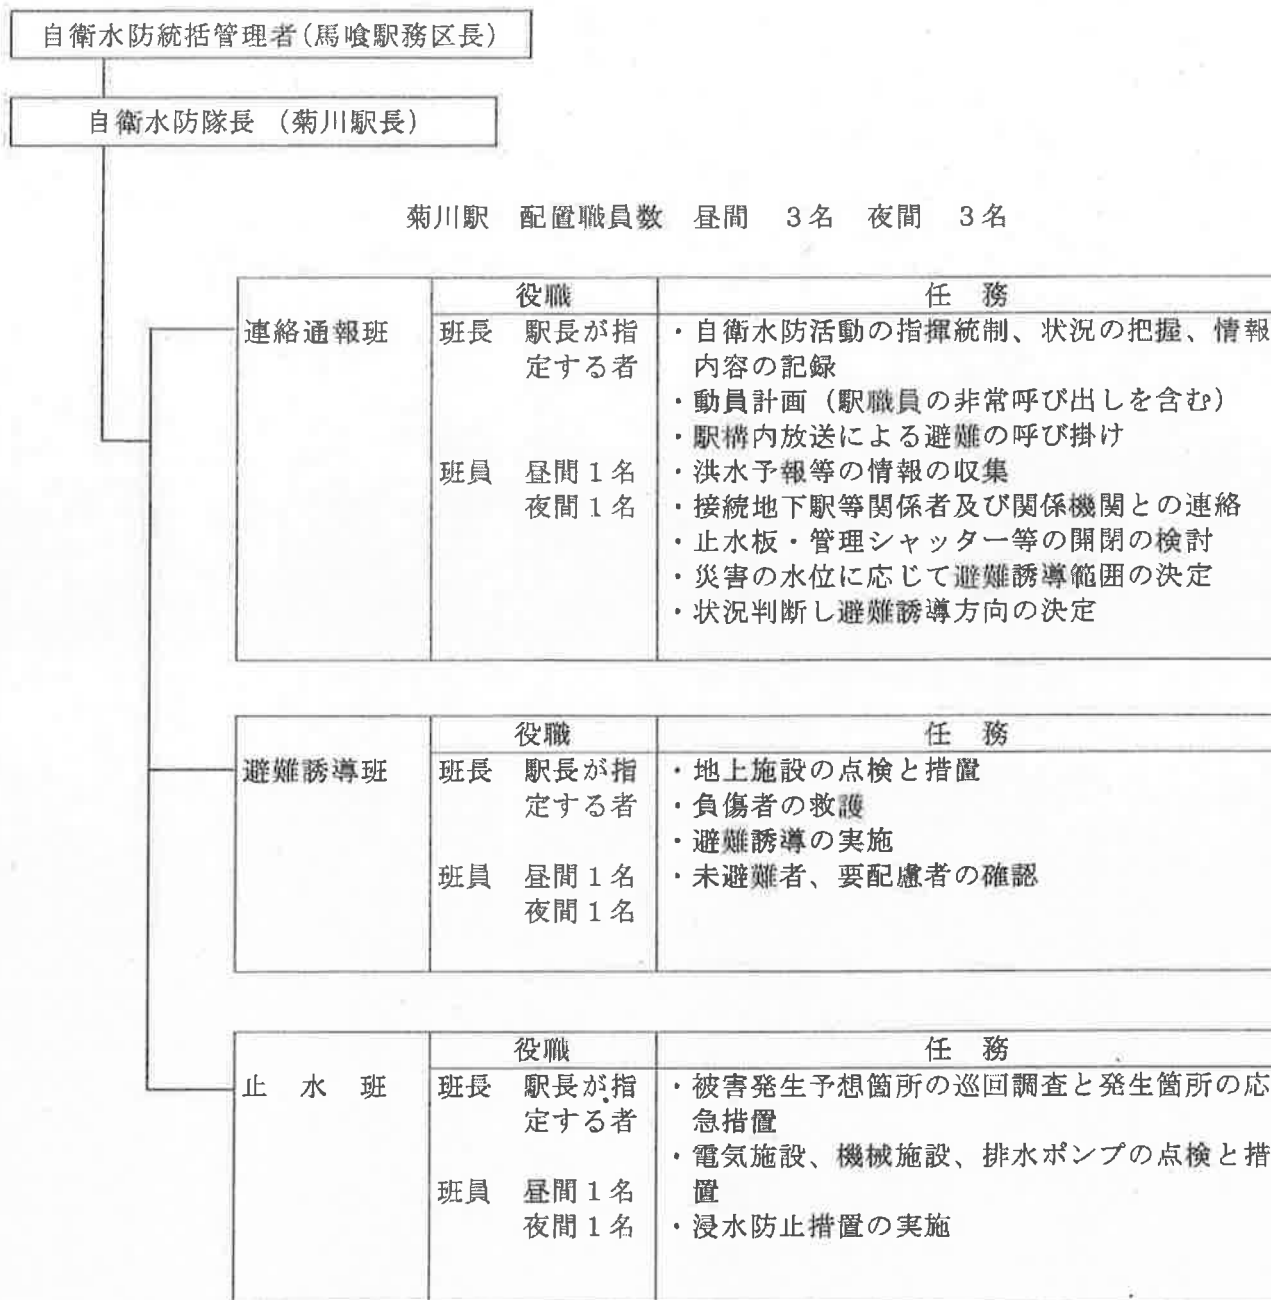 自衛水防統括管理者(馬喰駅務区長)
自衛水防隊長 (菊川駅長)
菊川駅 配置職員数 昼間 3名 夜間 3名
役職 任 務
連絡通報班 班長 駅長が指 ・自衛水防活動の指揮統制、状況の把握、情報
定する者 内容の記録
・動員計画(駅職員の非常呼び出しを含む)
・駅構内放送による避難の呼び掛け
班員 昼間1名 ・洪水予報等の情報の収集
夜間1名 ・接続地下駅等関係者及び関係機関との連絡
・止水板・管理シャッター等の開閉の検討
・災害の水位に応じて避難誘導範囲の決定
・状況判断し避難誘導方向の決定
役職 任 務
避難誘導班 班長 駅長が指 ・地上施設の点検と措置
定する者 ・負傷者の救護
・避難誘導の実施
班員 昼間1名 ・未避難者、要配慮者の確認
夜間1名
役職 任 務
止 水 班 班長 駅長が指 ・被害発生予想箇所の巡回調査と発生箇所の応
定する者 急措置
・電気施設、機械施設、排水ポンプの点検と措
班員 昼間1名 置
夜間1名 ・浸水防止措置の実施